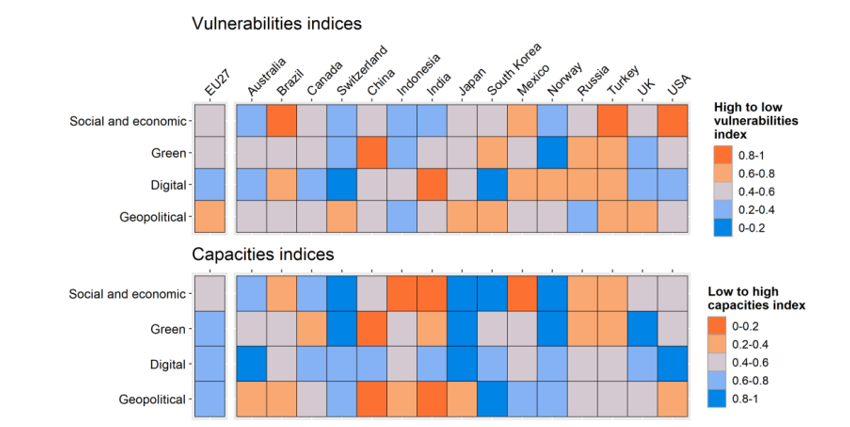 Vulnerabilities indices
EU27 Australia Brazil Canada Switzerland China Indonesia India Japan South Korea Mexico Norway Russia Turkey UK USA
Social and economic
Green
Digital
Geopolitical
High to low
vulnerabilities
index
0.8-1
0.6-0.8
0.4-0.6
0.2-0.4
0-0.2
Capacities indices
Social and economic
Green
Digital
Geopolitical
Low to high
capacities index
0-0.2
0.2-0.4
0.4-0.6
0.6-0.8
0.8-1